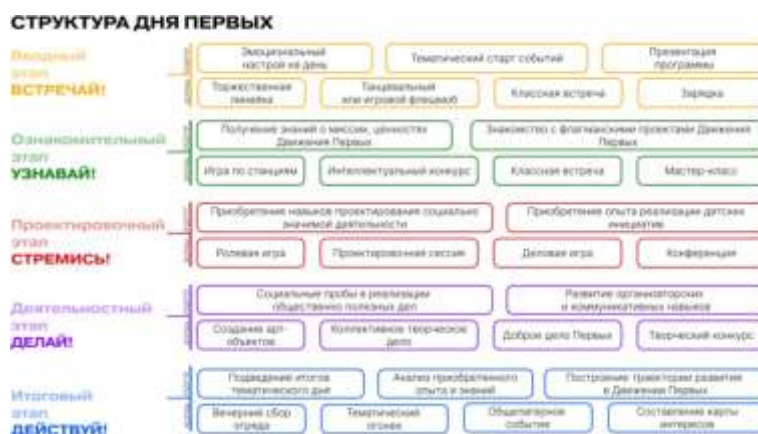 СТРУКТУРА ДНЯ ПЕРВЫХ
Вводный
этап
ВСТРЕЧАЙ!
Эмоциональный
настрой на день
Тематический старт событий
Презентация
программы
Торжественная
линейка
Танцевальный
или игровой флешмоб
Классная встреча
Зарядка
Ознакомительный
этап
УЗНАВАЙ!
Получение знаний о миссии, ценностях
Движения Первых
Знакомство с флагманскими проектами Движения
Первых
Игра по станциям
Интеллектуальный конкурс
Классная встреча
Мастер-класс
Проектировочный
этап
СТРЕМИСЬ!
Приобретение навыков проектирования социально
значимой деятельности
Приобретение опыта реализации детских
инициатив
Ролевая игра
Проектировочная сессия
Деловая игра
Конференция
Деятельностный
этап
ДЕЛАЙ!
Социальные пробы в реализации
общественно полезных дел
Развитие организаторских
и коммуникативных навыков
Создание арт-
объектов
Коллективное творческое
дело
Доброе дело Первых
Творческий конкурс
Итоговый
этап
ДЕЙСТВУЙ!
Подведение итогов
тематического дня
Анализ приобретенного
опыта и знаний
Построение траектории развития
в Движении Первых
Вечерний сбор
отряда
Тематический
огонек
Общелагерное
событие
Составление карты
интересов